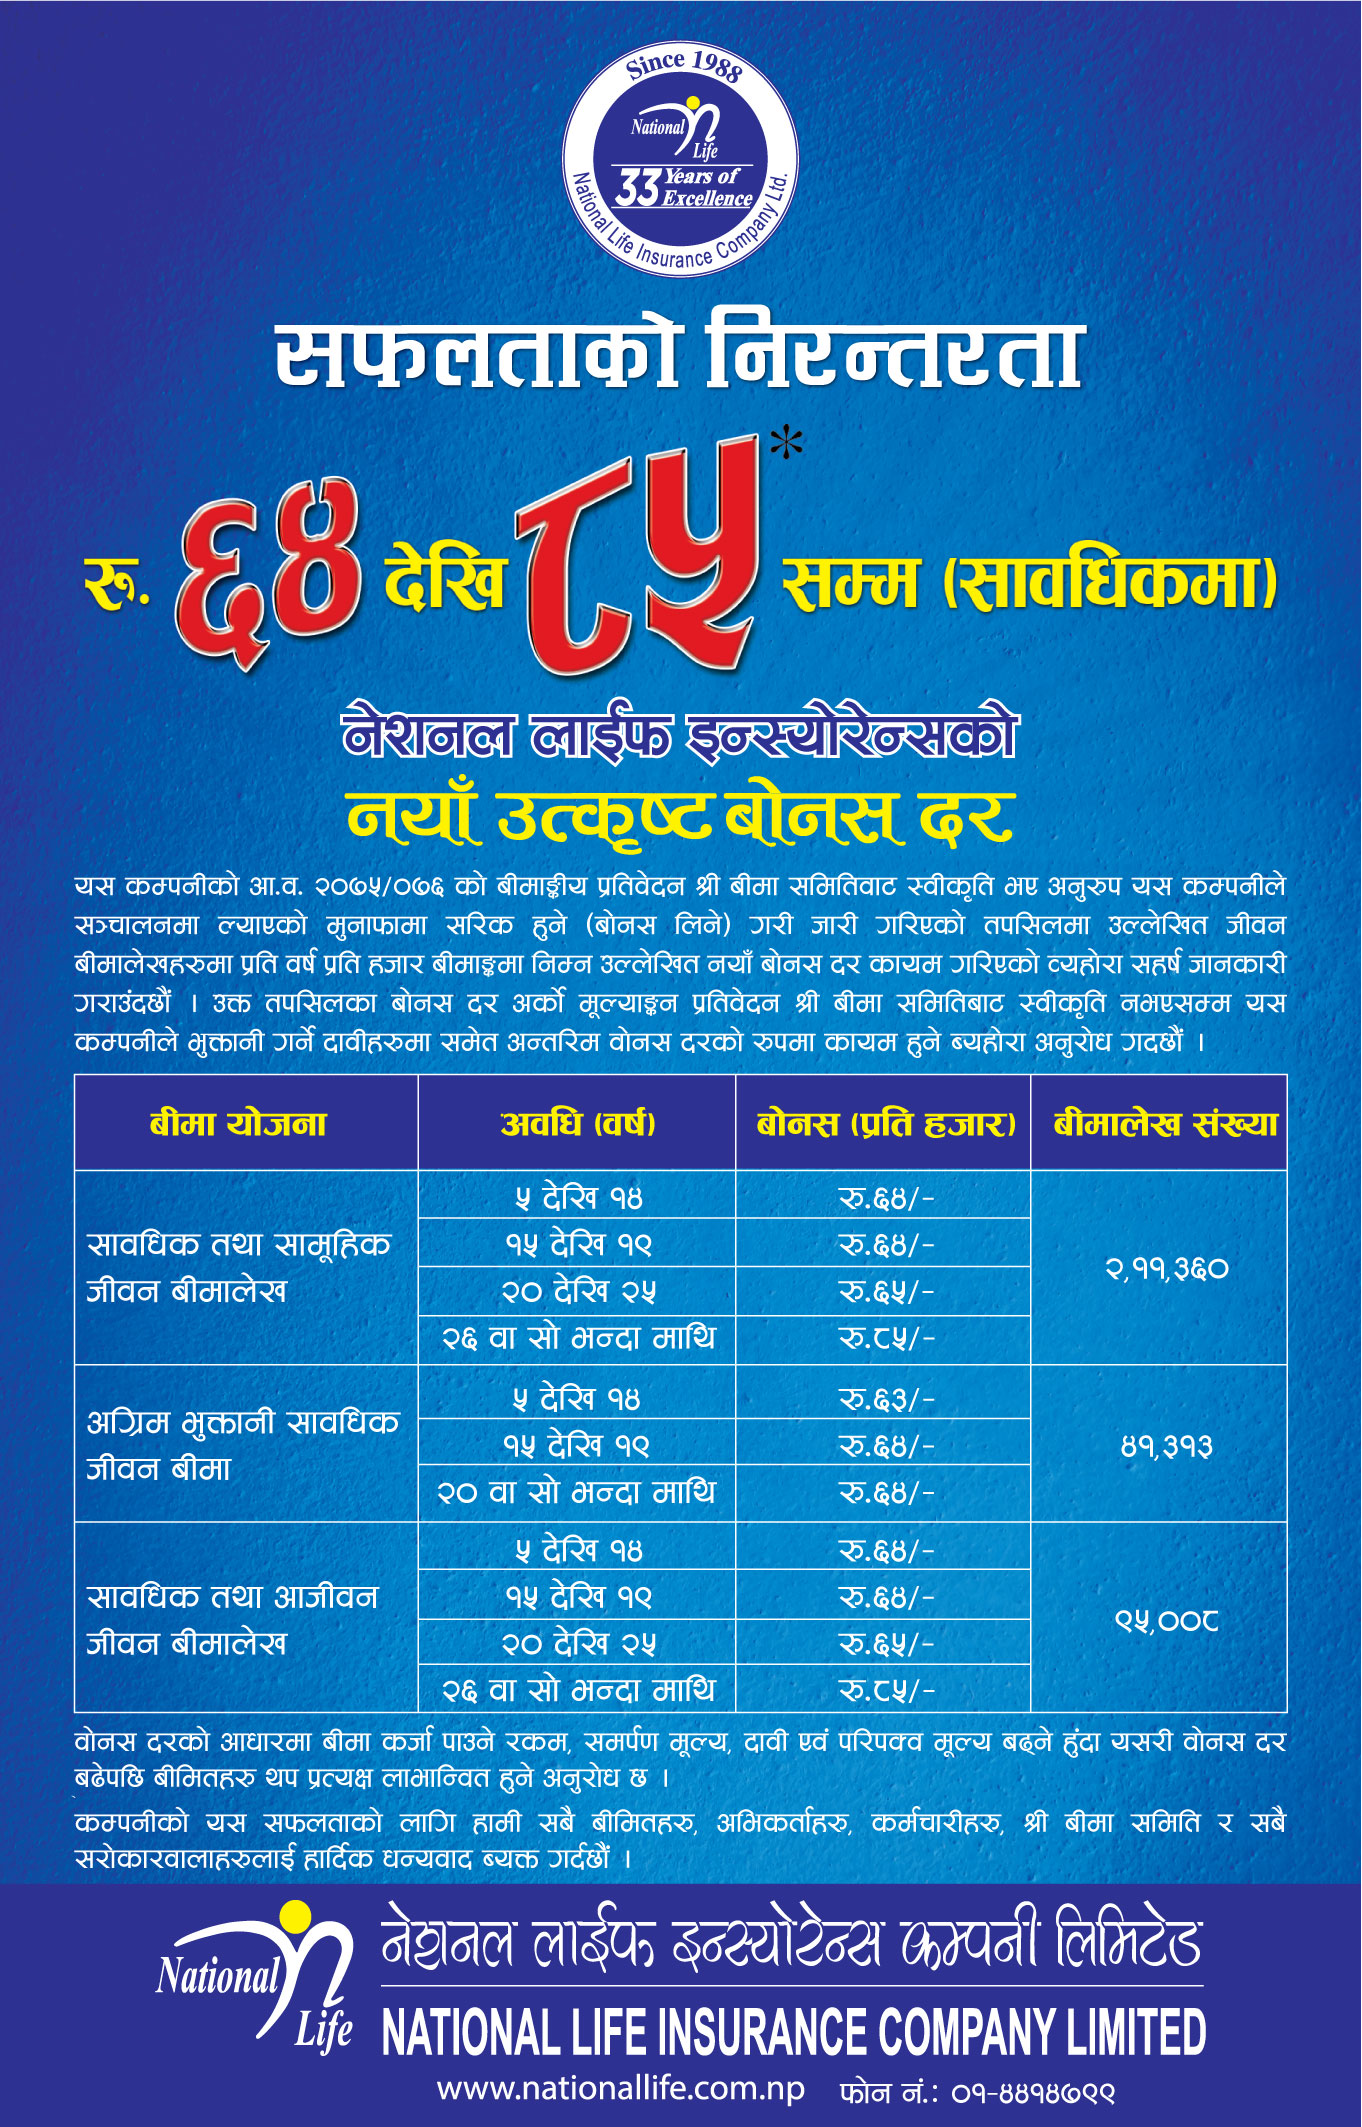 Since 1988
National Life
33 Years of Excellence
National Life Insurance Company Ltd.
सफलताको निरन्तरता
रु. ६४ देखि ८५* सम्म (सावधिकमा)
नेशनल लाईफ इन्स्योरेन्सको
नयाँ उत्कृष्ट बोनस दर
यस कम्पनीको आ.व. २०७५/०७६ को बीमाङ्कीय प्रतिवेदन श्री बीमा समितिवाट स्वीकृति भए अनुरुप यस कम्पनीले
सञ्चालनमा ल्याएको मुनाफामा सरिक हुने (बोनस लिने) गरी जारी गरिएको तपसिलमा उल्लेखित जीवन
बीमालेखहरुमा प्रति वर्ष प्रति हजार बीमाङ्कमा निम्न उल्लेखित नयाँ बोनस दर कायम गरिएको व्यहोरा सहर्ष जानकारी
गराउंदछौं । उक्त तपसिलका बोनस दर अर्को मूल्याङ्कन प्रतिवेदन श्री बीमा समितिबाट स्वीकृति नभएसम्म यस
कम्पनीले भुक्तानी गर्ने दावीहरुमा समेत अन्तरिम वोनस दरको रुपमा कायम हुने ब्यहोरा अनुरोध गदछौं ।
बीमा योजना अवधि (वर्ष) बोनस (प्रति हजार) बीमालेख संख्या
सावधिक तथा सामूहिक
जीवन बीमालेख
५ देखि १४ रु.६४/-
१५ देखि १९ रु.६४/-
२० देखि २५ रु.६५/-
२६ वा सो भन्दा माथि रु.८५/-
२,११,३६०
अग्रिम भुक्तानी सावधिक
जीवन बीमा
५ देखि १४ रु.६३/-
१५ देखि १९ रु.६४/-
२० वा सो भन्दा माथि रु.६४/-
४१,३१३
सावधिक तथा आजीवन
जीवन बीमालेख
५ देखि १४ रु.६४/-
१५ देखि १९ रु.६४/-
२० देखि २५ रु.६५/-
२६ वा सो भन्दा माथि रु.८५/-
९५,००८
वोनस दरको आधारमा बीमा कर्जा पाउने रकम, समर्पण मूल्य, दावी एवं परिपक्व मूल्य बढ्ने हुंदा यसरी वोनस दर
बढेपछि बीमितहरु थप प्रत्यक्ष लाभान्वित हुने अनुरोध छ ।
कम्पनीको यस सफलताको लागि हामी सबै बीमितहरु, अभिकर्ताहरु, कर्मचारीहरु, श्री बीमा समिति र सबै
सरोकारवालाहरुलाई हार्दिक धन्यवाद ब्यक्त गर्दछौं ।
National Life
नेशनल लाईफ इन्स्योरेन्स कम्पनी लिमिटेड
NATIONAL LIFE INSURANCE COMPANY LIMITED
www.nationallife.com.np फोन नं.: ०१-४४१४७९९